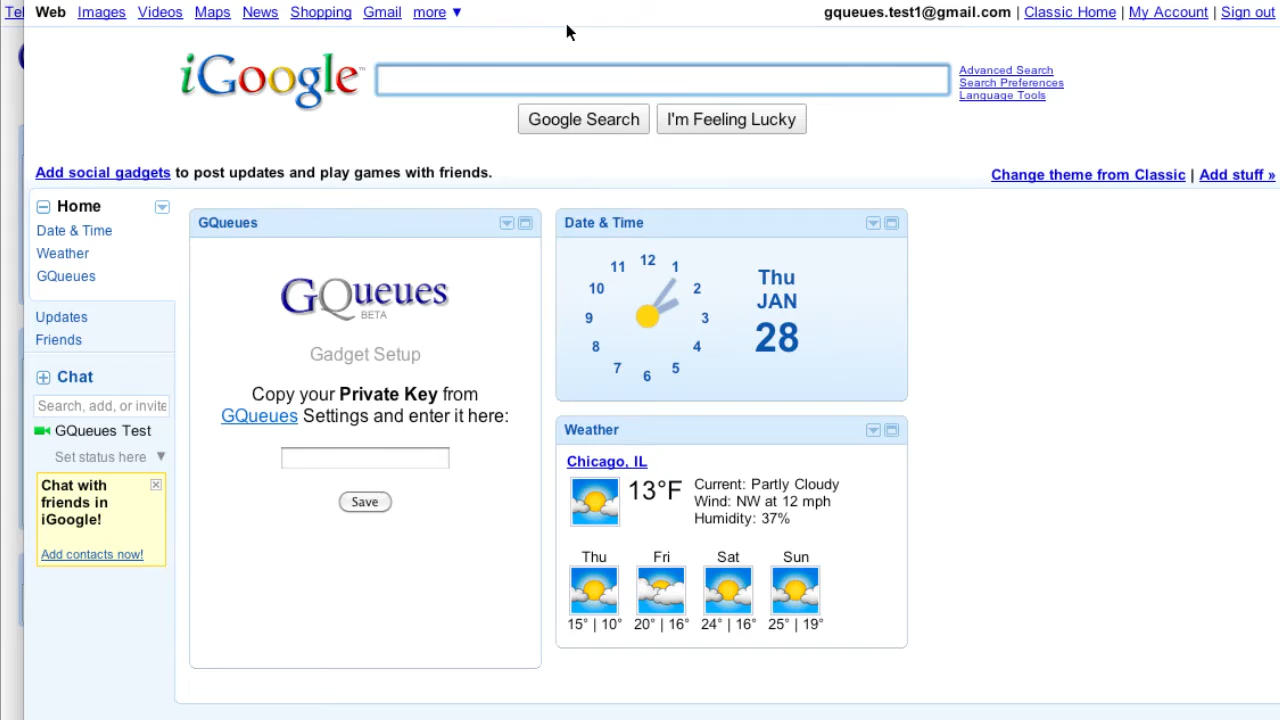 Tel
Web Images Videos Maps News Shopping Gmail more ▼
gqueues.test1@gmail.com | Classic Home | My Account | Sign out
iGoogle™
Advanced Search
Search Preferences
Language Tools
Google Search I'm Feeling Lucky
Add social gadgets to post updates and play games with friends.
Change theme from Classic | Add stuff »
Home
Date & Time
Weather
GQueues
Updates
Friends
Chat
Search, add, or invite
GQueues Test
Set status here ▼
Chat with
friends in
iGoogle!
Add contacts now!
GQueues
GQueues
BETA
Gadget Setup
Copy your Private Key from
GQueues Settings and enter it here:
Save
Date & Time
12
11 1
10 2
9 3
8 4
7 5
6
Thu
JAN
28
Weather
Chicago, IL
13°F
Current: Partly Cloudy
Wind: NW at 12 mph
Humidity: 37%
Thu Fri Sat Sun
15° | 10° 20° | 16° 24° | 16° 25° | 19°